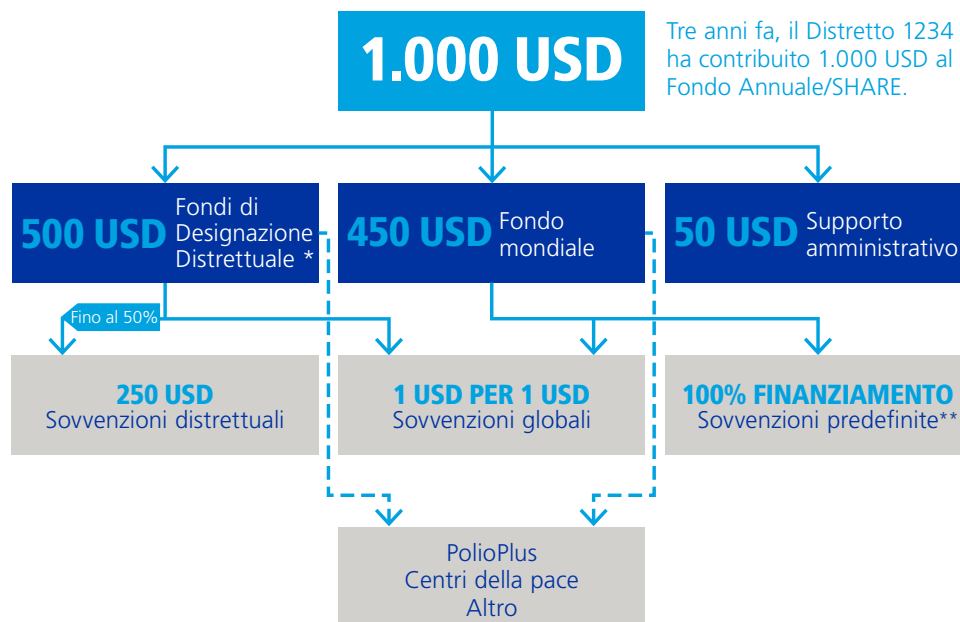 1.000 USD
Tre anni fa, il Distretto 1234
ha contribuito 1.000 USD al
Fondo Annuale/SHARE.
500 USD
Fondi di
Designazione
Distrettuale *
450 USD
Fondo
mondiale
50 USD
Supporto
amministrativo
Fino al 50%
250 USD
Sovvenzioni distrettuali
1 USD PER 1 USD
Sovvenzioni globali
100% FINANZIAMENTO
Sovvenzioni predefinite**
PolioPlus
Centri della pace
Altro